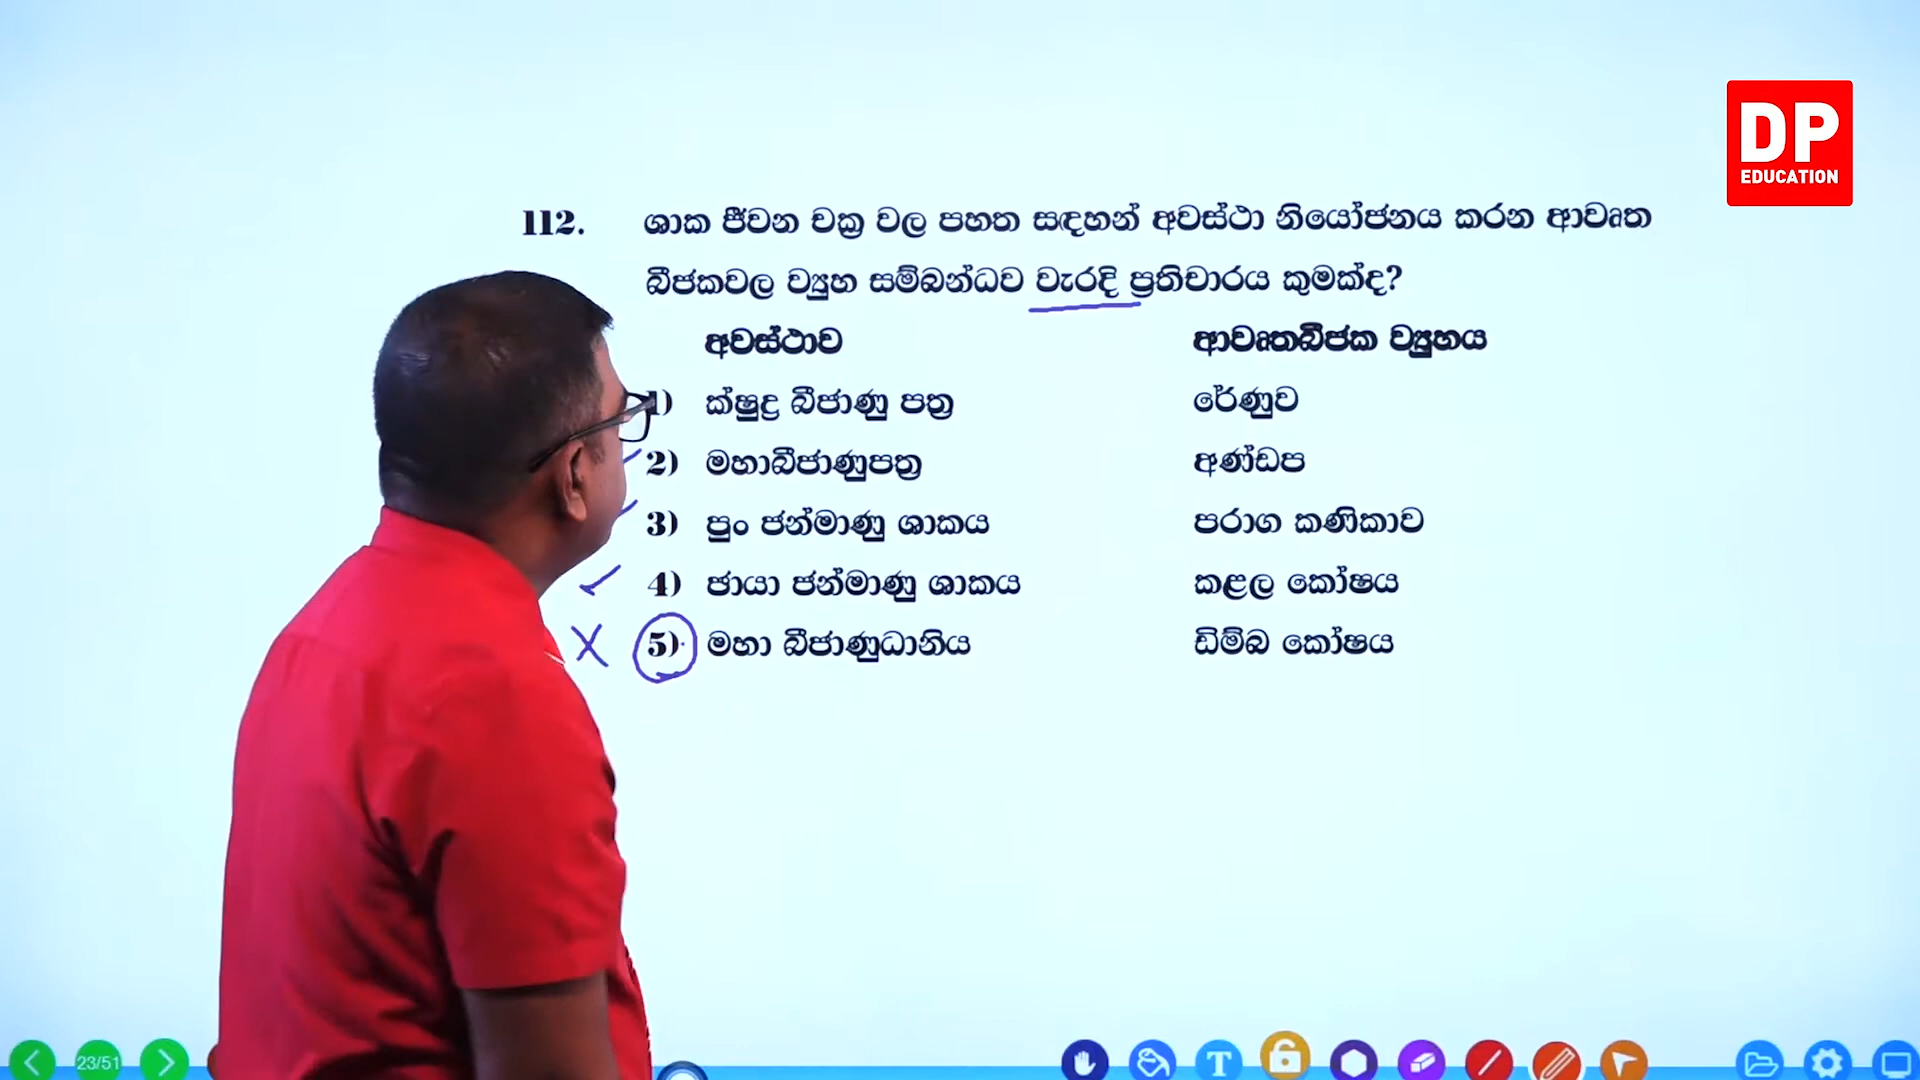 DP
EDUCATION
112. ශාක ජීවන චක්‍ර වල පහත සඳහන් අවස්ථා නියෝජනය කරන ආවෘත
බීජකවල ව්‍යුහ සම්බන්ධව වැරදි ප්‍රතිචාරය කුමක්ද?
අවස්ථාව ආවෘතබීජක ව්‍යුහය
1) ක්ෂුද්‍ර බීජාණු පත්‍ර රේණුව
2) මහාබීජාණුපත්‍ර අණ්ඩප
3) පුං ජන්මාණු ශාකය පරාග කණිකාව
4) ජායා ජන්මාණු ශාකය කළල කෝෂය
5) මහා බීජාණුධානිය ඩිම්බ කෝෂය
23/51
T